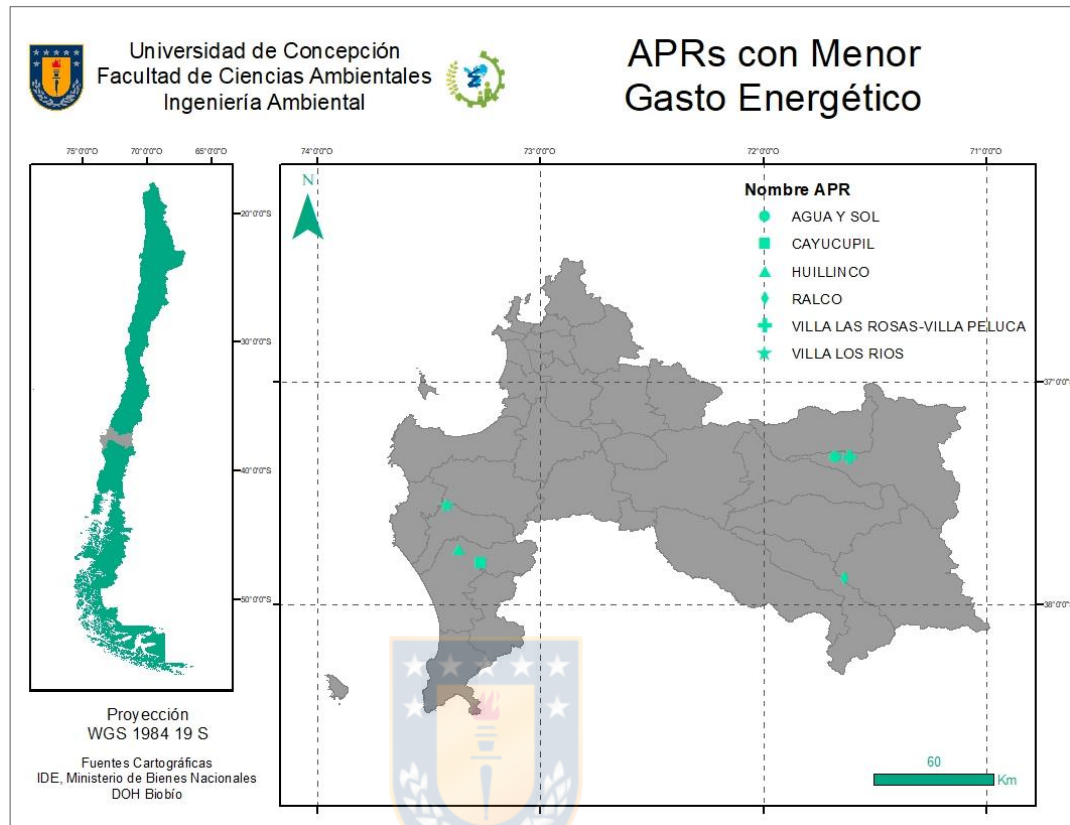 Universidad de Concepción
Facultad de Ciencias Ambientales
Ingeniería Ambiental
APRs con Menor
Gasto Energético
75°0'0"O 70°0'0"O 65°0'0"O
20°0'0"S
30°0'0"S
40°0'0"S
50°0'0"S
74°0'0"O 73°0'0"O 72°0'0"O 71°0'0"O
N
Nombre APR
AGUA Y SOL
CAYUCUPIL
HUILLINCO
RALCO
VILLA LAS ROSAS-VILLA PELUCA
VILLA LOS RIOS
37°0'0"S
38°0'0"S
60
Km
Proyección
WGS 1984 19 S
Fuentes Cartográficas
IDE, Ministerio de Bienes Nacionales
DOH Biobío